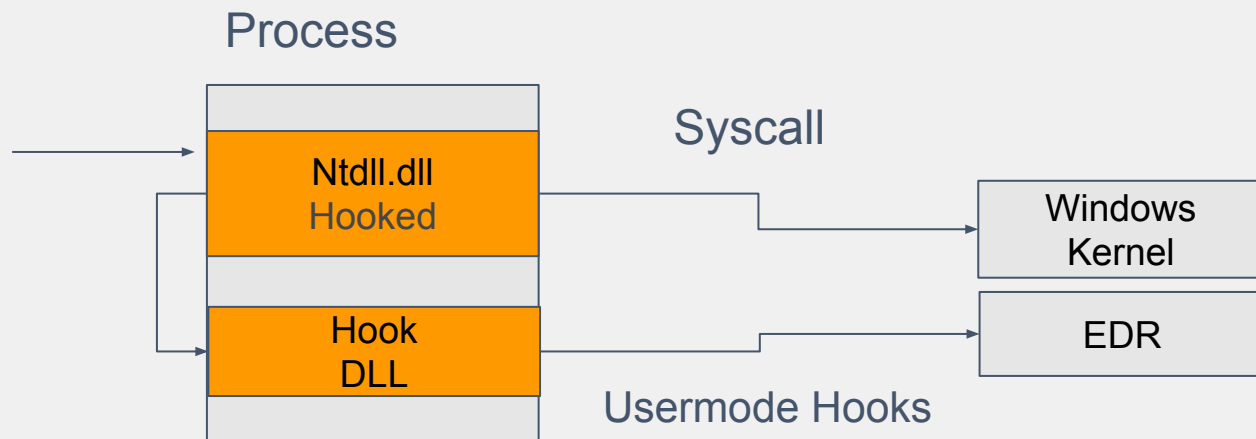 Process
Syscall
Ntdll.dll
Hooked
Windows
Kernel
Hook
DLL
EDR
Usermode Hooks